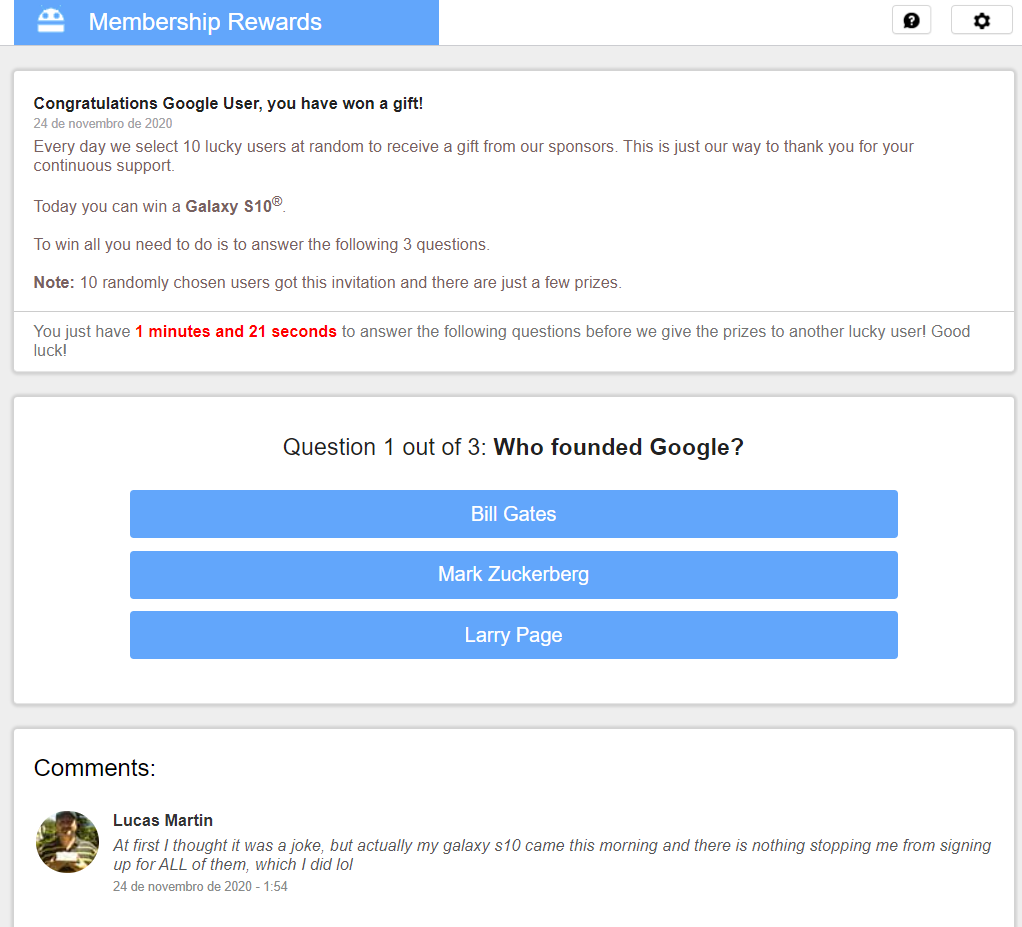 Membership Rewards
Congratulations Google User, you have won a gift!
24 de novembro de 2020
Every day we select 10 lucky users at random to receive a gift from our sponsors. This is just our way to thank you for your
continuous support.
Today you can win a Galaxy S10®.
To win all you need to do is to answer the following 3 questions.
Note: 10 randomly chosen users got this invitation and there are just a few prizes.
You just have 1 minutes and 21 seconds to answer the following questions before we give the prizes to another lucky user! Good
luck!
Question 1 out of 3: Who founded Google?
Bill Gates
Mark Zuckerberg
Larry Page
Comments:
Lucas Martin
At first I thought it was a joke, but actually my galaxy s10 came this morning and there is nothing stopping me from signing
up for ALL of them, which I did lol
24 de novembro de 2020 - 1:54